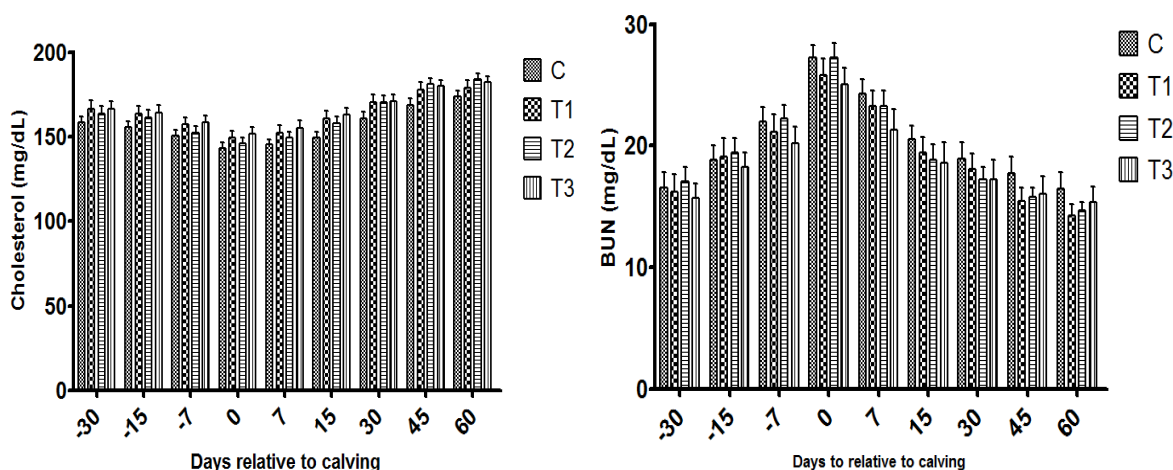 Cholesterol (mg/dL)
200
150
100
50
0
-30 -15 -7 0 7 15 30 45 60
Days relative to calving
C
T1
T2
T3
BUN (mg/dL)
30
20
10
0
-30 -15 -7 0 7 15 30 45 60
Days to relative to calving
C
T1
T2
T3